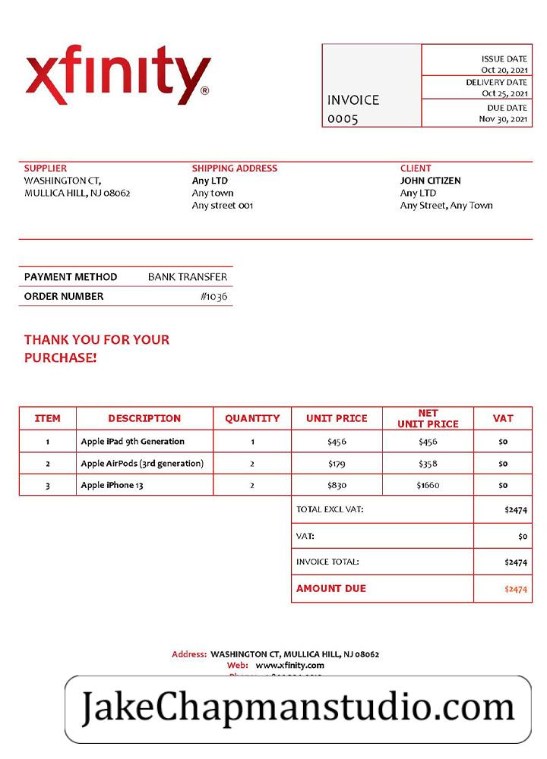 xfinity®
INVOICE
0005
ISSUE DATE
Oct 20, 2021
DELIVERY DATE
Oct 25, 2021
DUE DATE
Nov 30, 2021
SUPPLIER
WASHINGTON CT,
MULLICA HILL, NJ 08062
SHIPPING ADDRESS
Any LTD
Any town
Any street 001
CLIENT
JOHN CITIZEN
Any LTD
Any Street, Any Town
PAYMENT METHOD BANK TRANSFER
ORDER NUMBER #1036
THANK YOU FOR YOUR
PURCHASE!
ITEM DESCRIPTION QUANTITY UNIT PRICE NET UNIT PRICE VAT
1 Apple iPad 9th Generation 1 $456 $456 $0
2 Apple AirPods (3rd generation) 2 $179 $358 $0
3 Apple iPhone 13 2 $830 $1660 $0
TOTAL EXCL VAT: $2474
VAT: $0
INVOICE TOTAL: $2474
AMOUNT DUE $2474
Address: WASHINGTON CT, MULLICA HILL, NJ 08062
Web: www.xfinity.com
JakeChapmanstudio.com